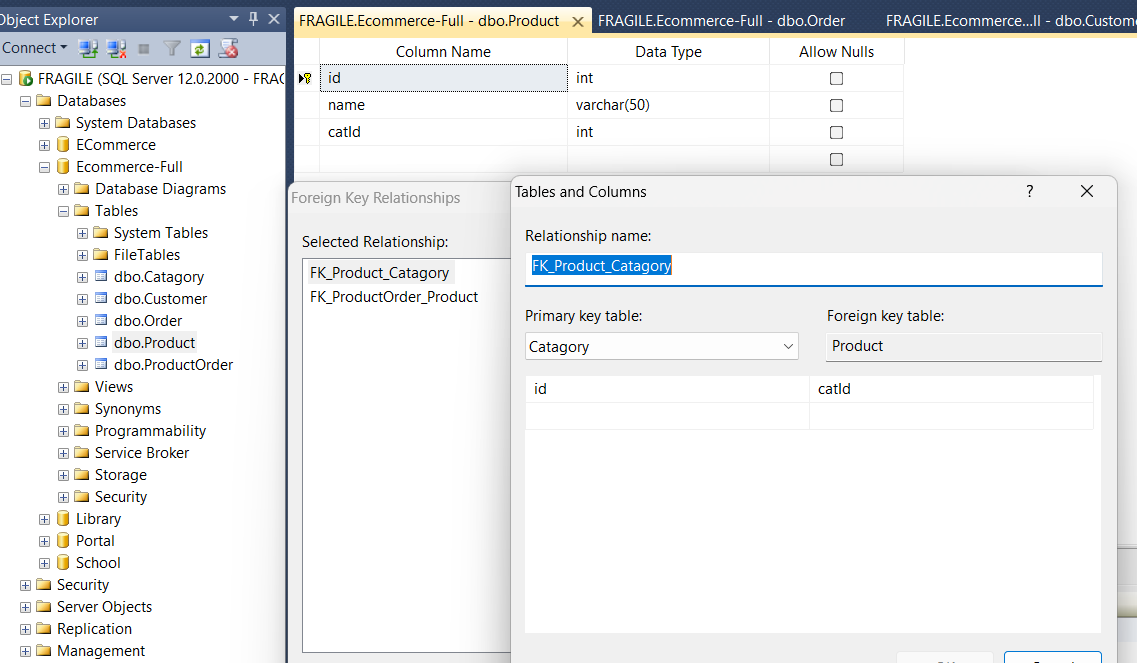 Object Explorer
Connect
FRAGILE (SQL Server 12.0.2000 - FRAG
Databases
System Databases
ECommerce
Ecommerce-Full
Database Diagrams
Tables
System Tables
FileTables
dbo.Catagory
dbo.Customer
dbo.Order
dbo.Product
dbo.ProductOrder
Views
Synonyms
Programmability
Service Broker
Storage
Security
Library
Portal
School
Security
Server Objects
Replication
Management
FRAGILE.Ecommerce-Full - dbo.Product FRAGILE.Ecommerce-Full - dbo.Order FRAGILE.Ecommerce...ll - dbo.Custome
Column Name Data Type Allow Nulls
id int
name varchar(50)
catId int
Foreign Key Relationships
Selected Relationship:
FK_Product_Catagory
FK_ProductOrder_Product
Tables and Columns ?
Relationship name:
FK_Product_Catagory
Primary key table: Foreign key table:
Catagory Product
id catId